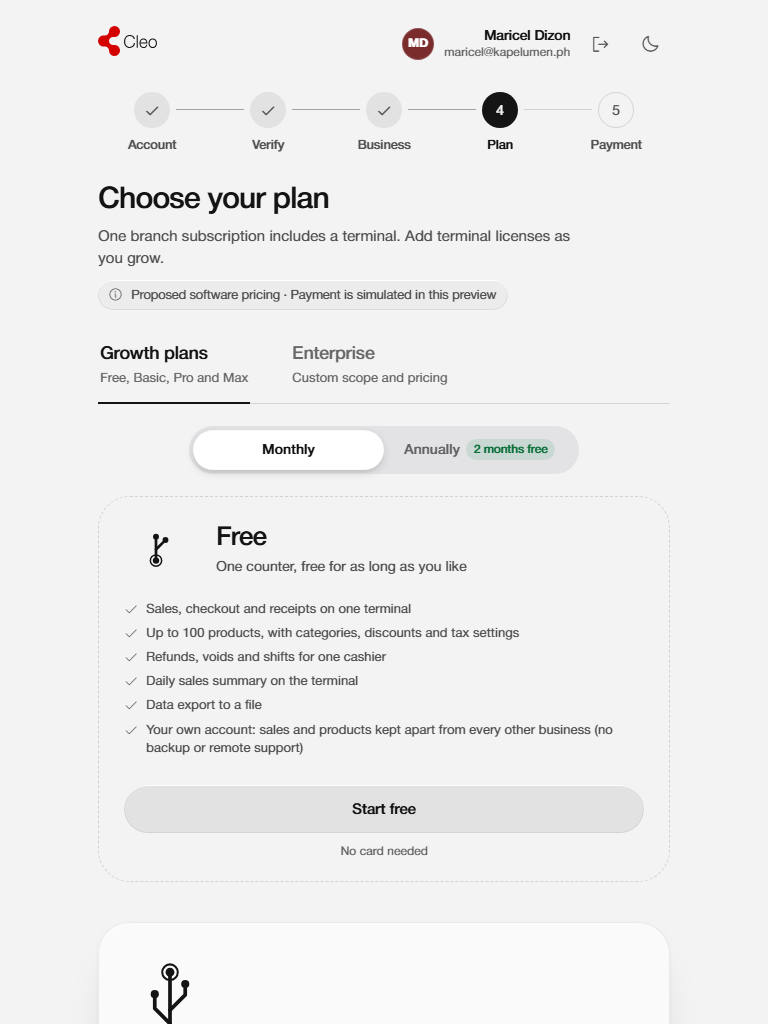 Cleo
MD
Maricel Dizon
maricel@kapelumen.ph
4
5
Account
Verify
Business
Plan
Payment
Choose your plan
One branch subscription includes a terminal. Add terminal licenses as
you grow.
Proposed software pricing · Payment is simulated in this preview
Growth plans
Free, Basic, Pro and Max
Enterprise
Custom scope and pricing
Monthly
Annually
2 months free
Free
One counter, free for as long as you like
Sales, checkout and receipts on one terminal
Up to 100 products, with categories, discounts and tax settings
Refunds, voids and shifts for one cashier
Daily sales summary on the terminal
Data export to a file
Your own account: sales and products kept apart from every other business (no
backup or remote support)
Start free
No card needed